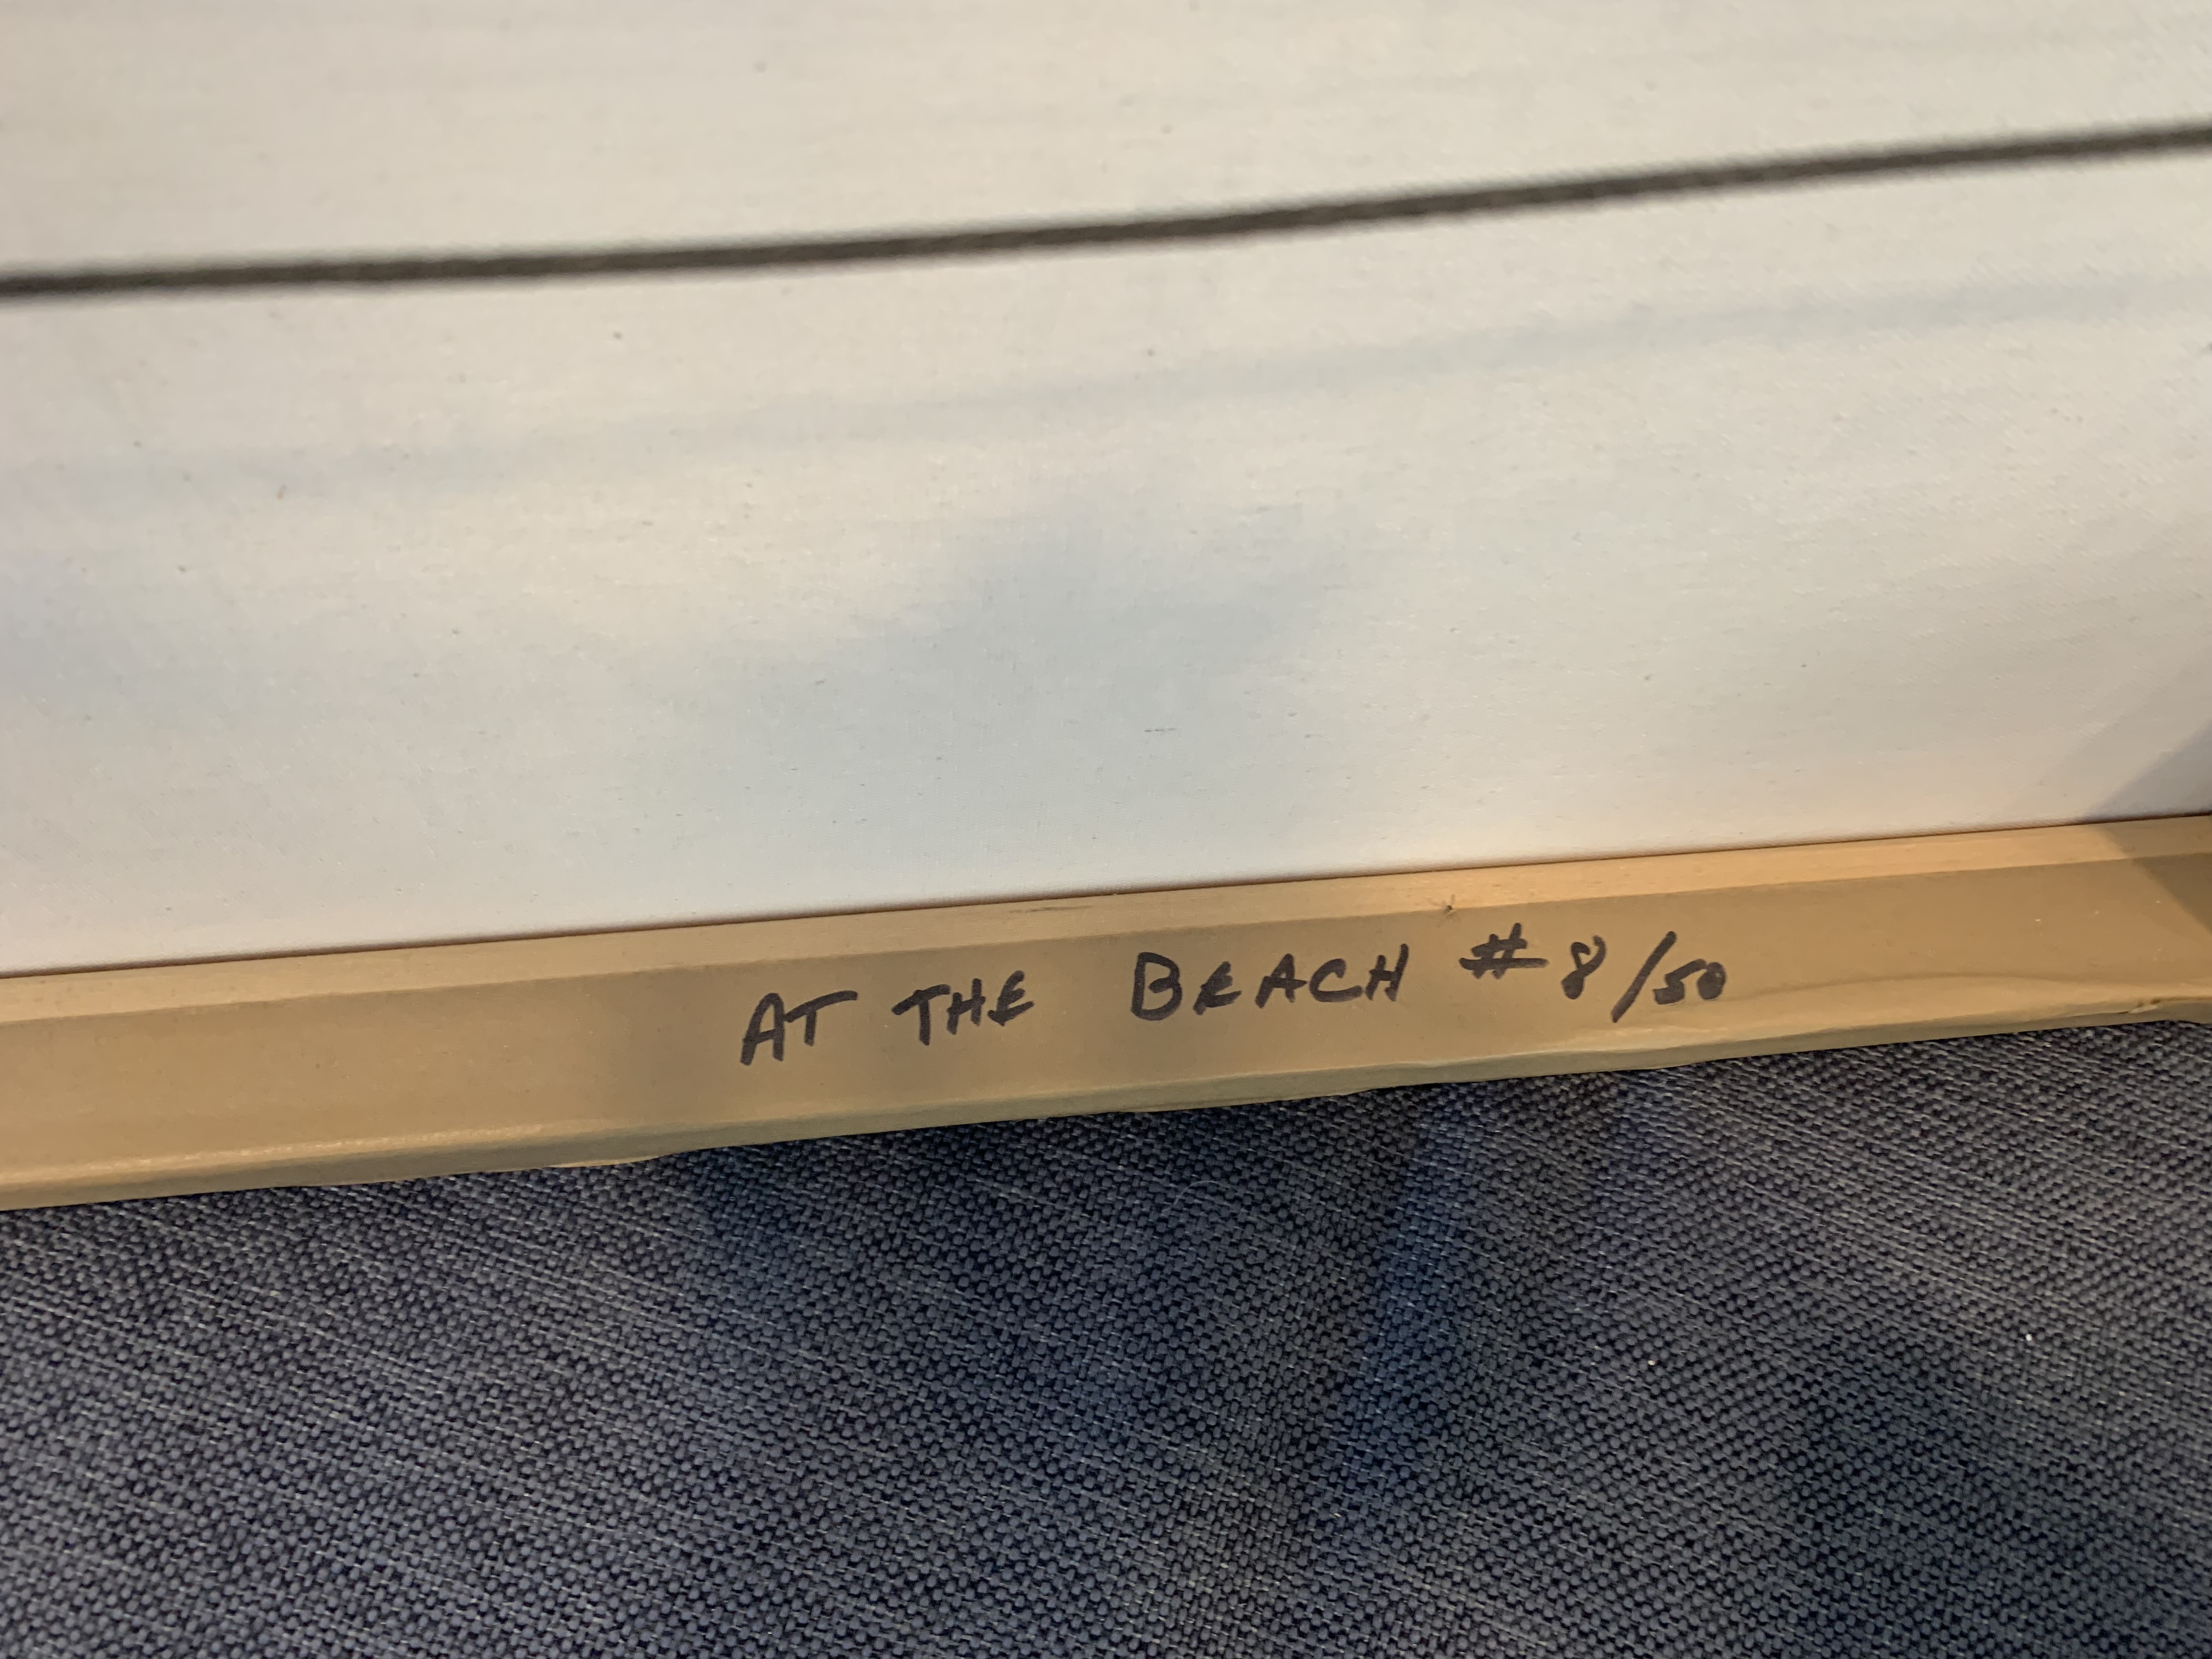 AT THE BEACH # 8/50